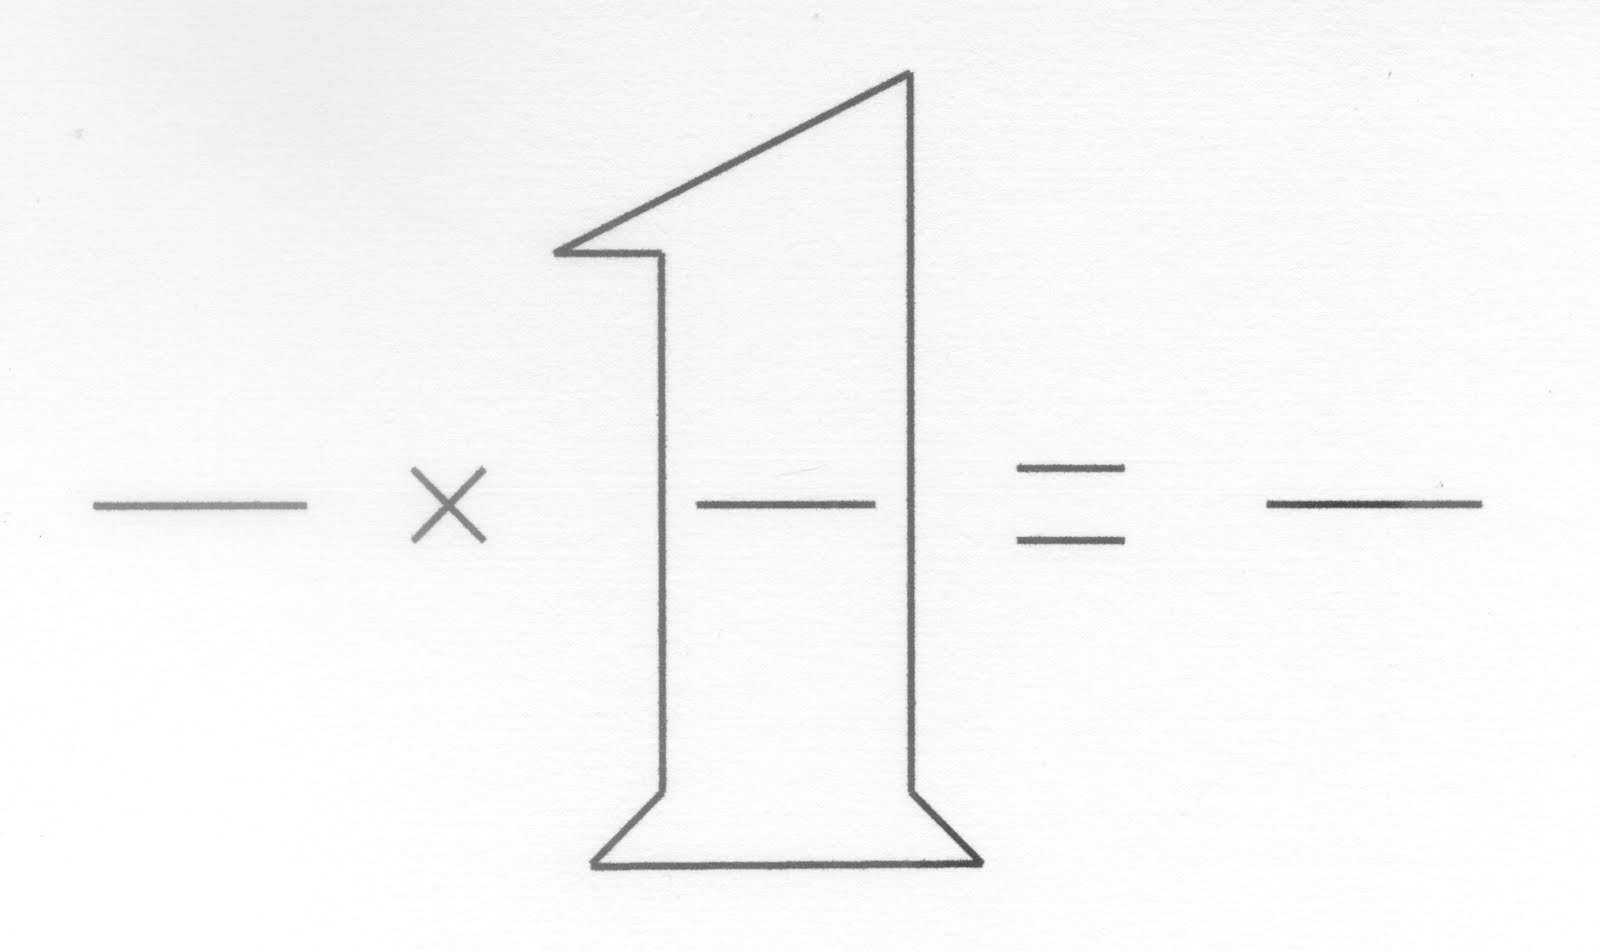 — × 1 — = —